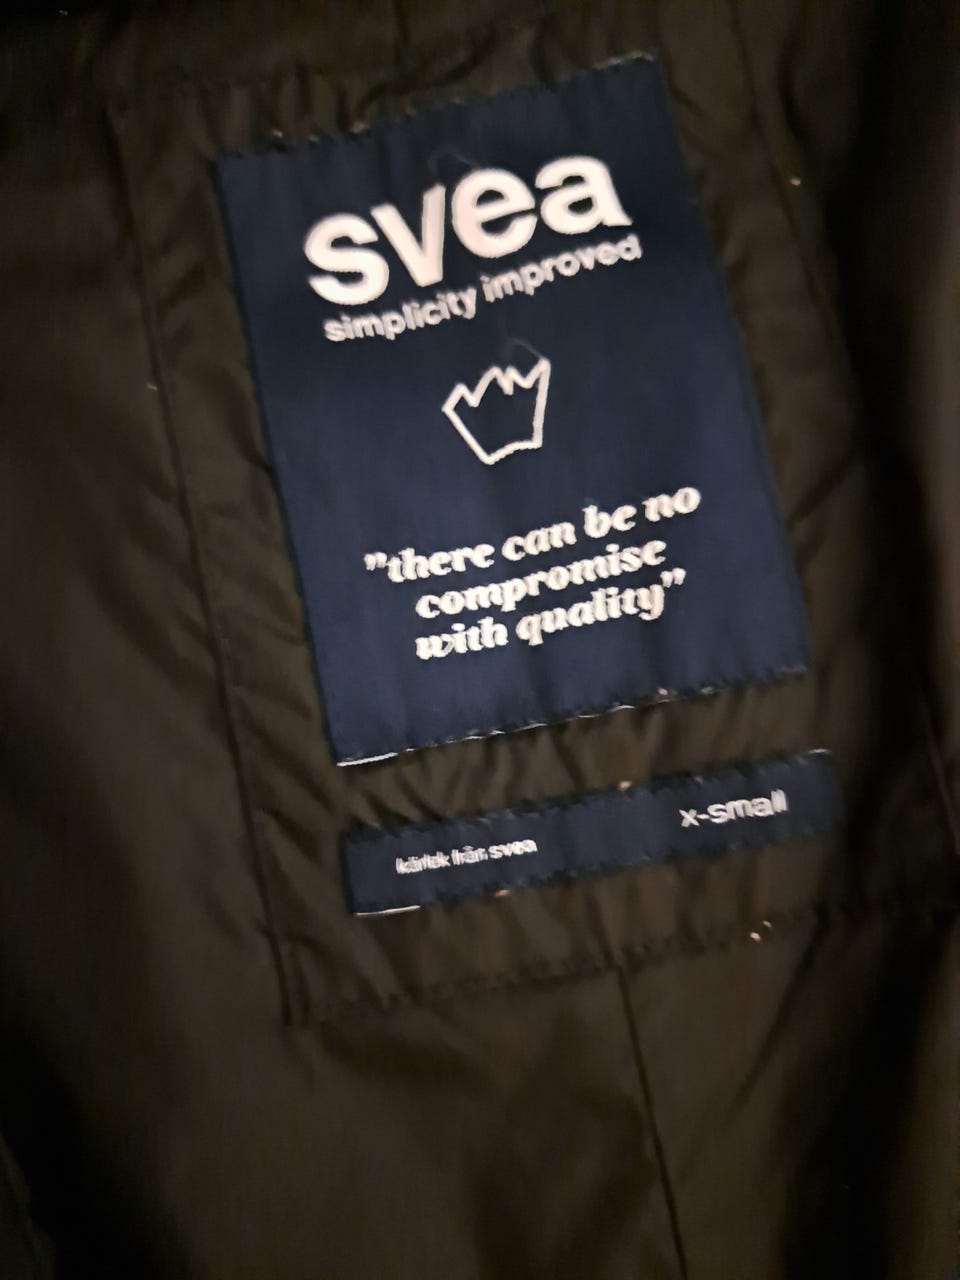 svea
simplicity improved
”there can be no
compromise
with quality”
x-small
kärlek från svea